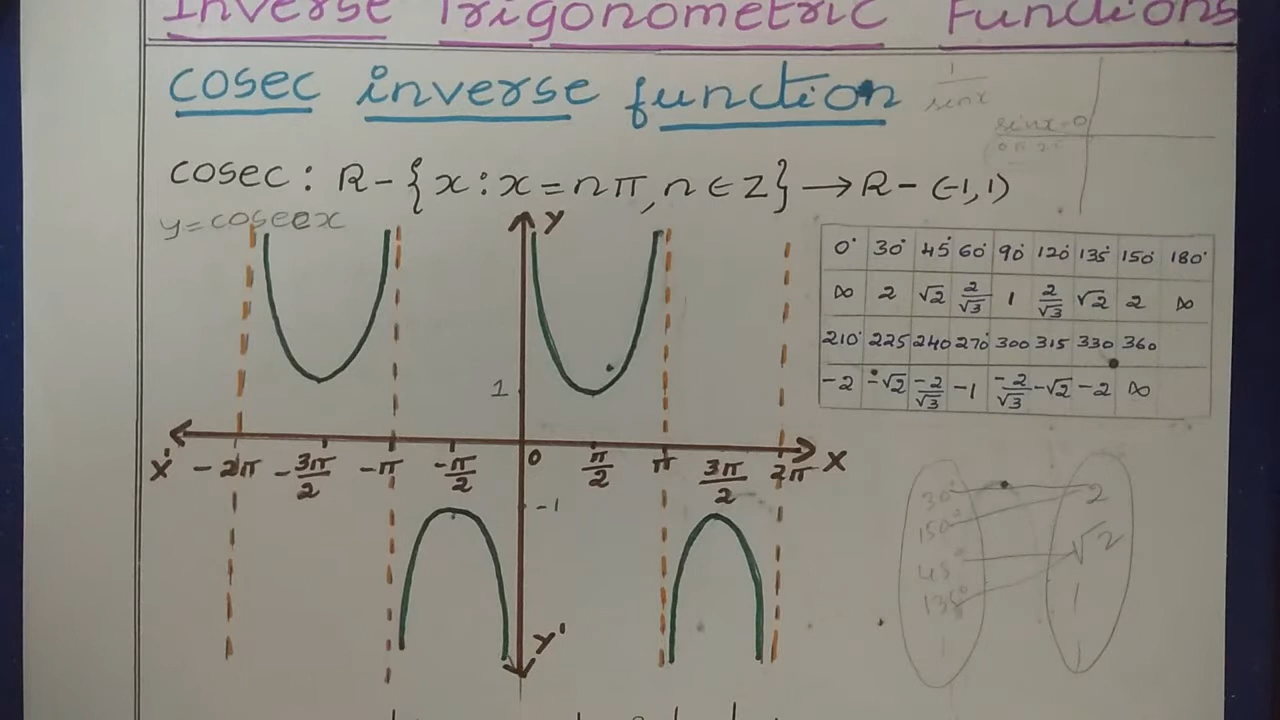 Inverse Trigonometric Functions
cosec inverse function
1
sinx
sinx=0
cosec : R-{x:x=nπ, n∈Z}→R-(-1,1)
y=cosecx
Y
0° 30° 45° 60° 90° 120° 135° 150° 180°
∞ 2 √2 2/√3 1 2/√3 √2 2 ∞
210° 225 240 270° 300 315 330 360
-2 -√2 -2/√3 -1 -2/√3 -√2 -2 ∞
1
X' -2π -3π/2 -π -π/2 0 π/2 π 3π/2 2π X
-1
Y'
30° 2
150°
45° √2
135°
1